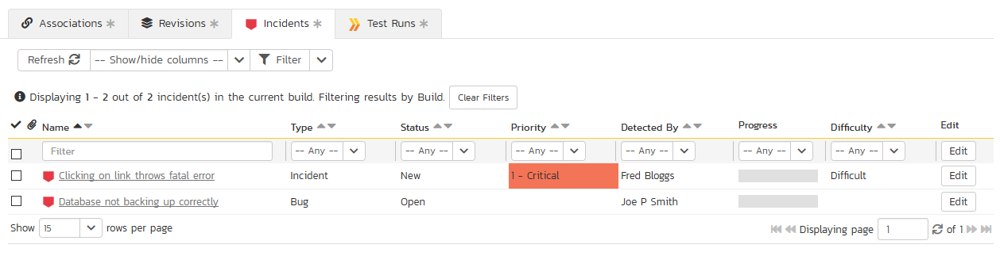 Associations * Revisions * Incidents * Test Runs *
Refresh -- Show/hide columns -- Filter
Displaying 1 - 2 out of 2 incident(s) in the current build. Filtering results by Build. Clear Filters
Name Type Status Priority Detected By Progress Difficulty Edit
Filter -- Any -- -- Any -- -- Any -- -- Any -- -- Any -- -- Any -- Edit
Clicking on link throws fatal error Incident New 1 - Critical Fred Bloggs Difficult Edit
Database not backing up correctly Bug Open Joe P Smith Edit
Show 15 rows per page Displaying page 1 of 1